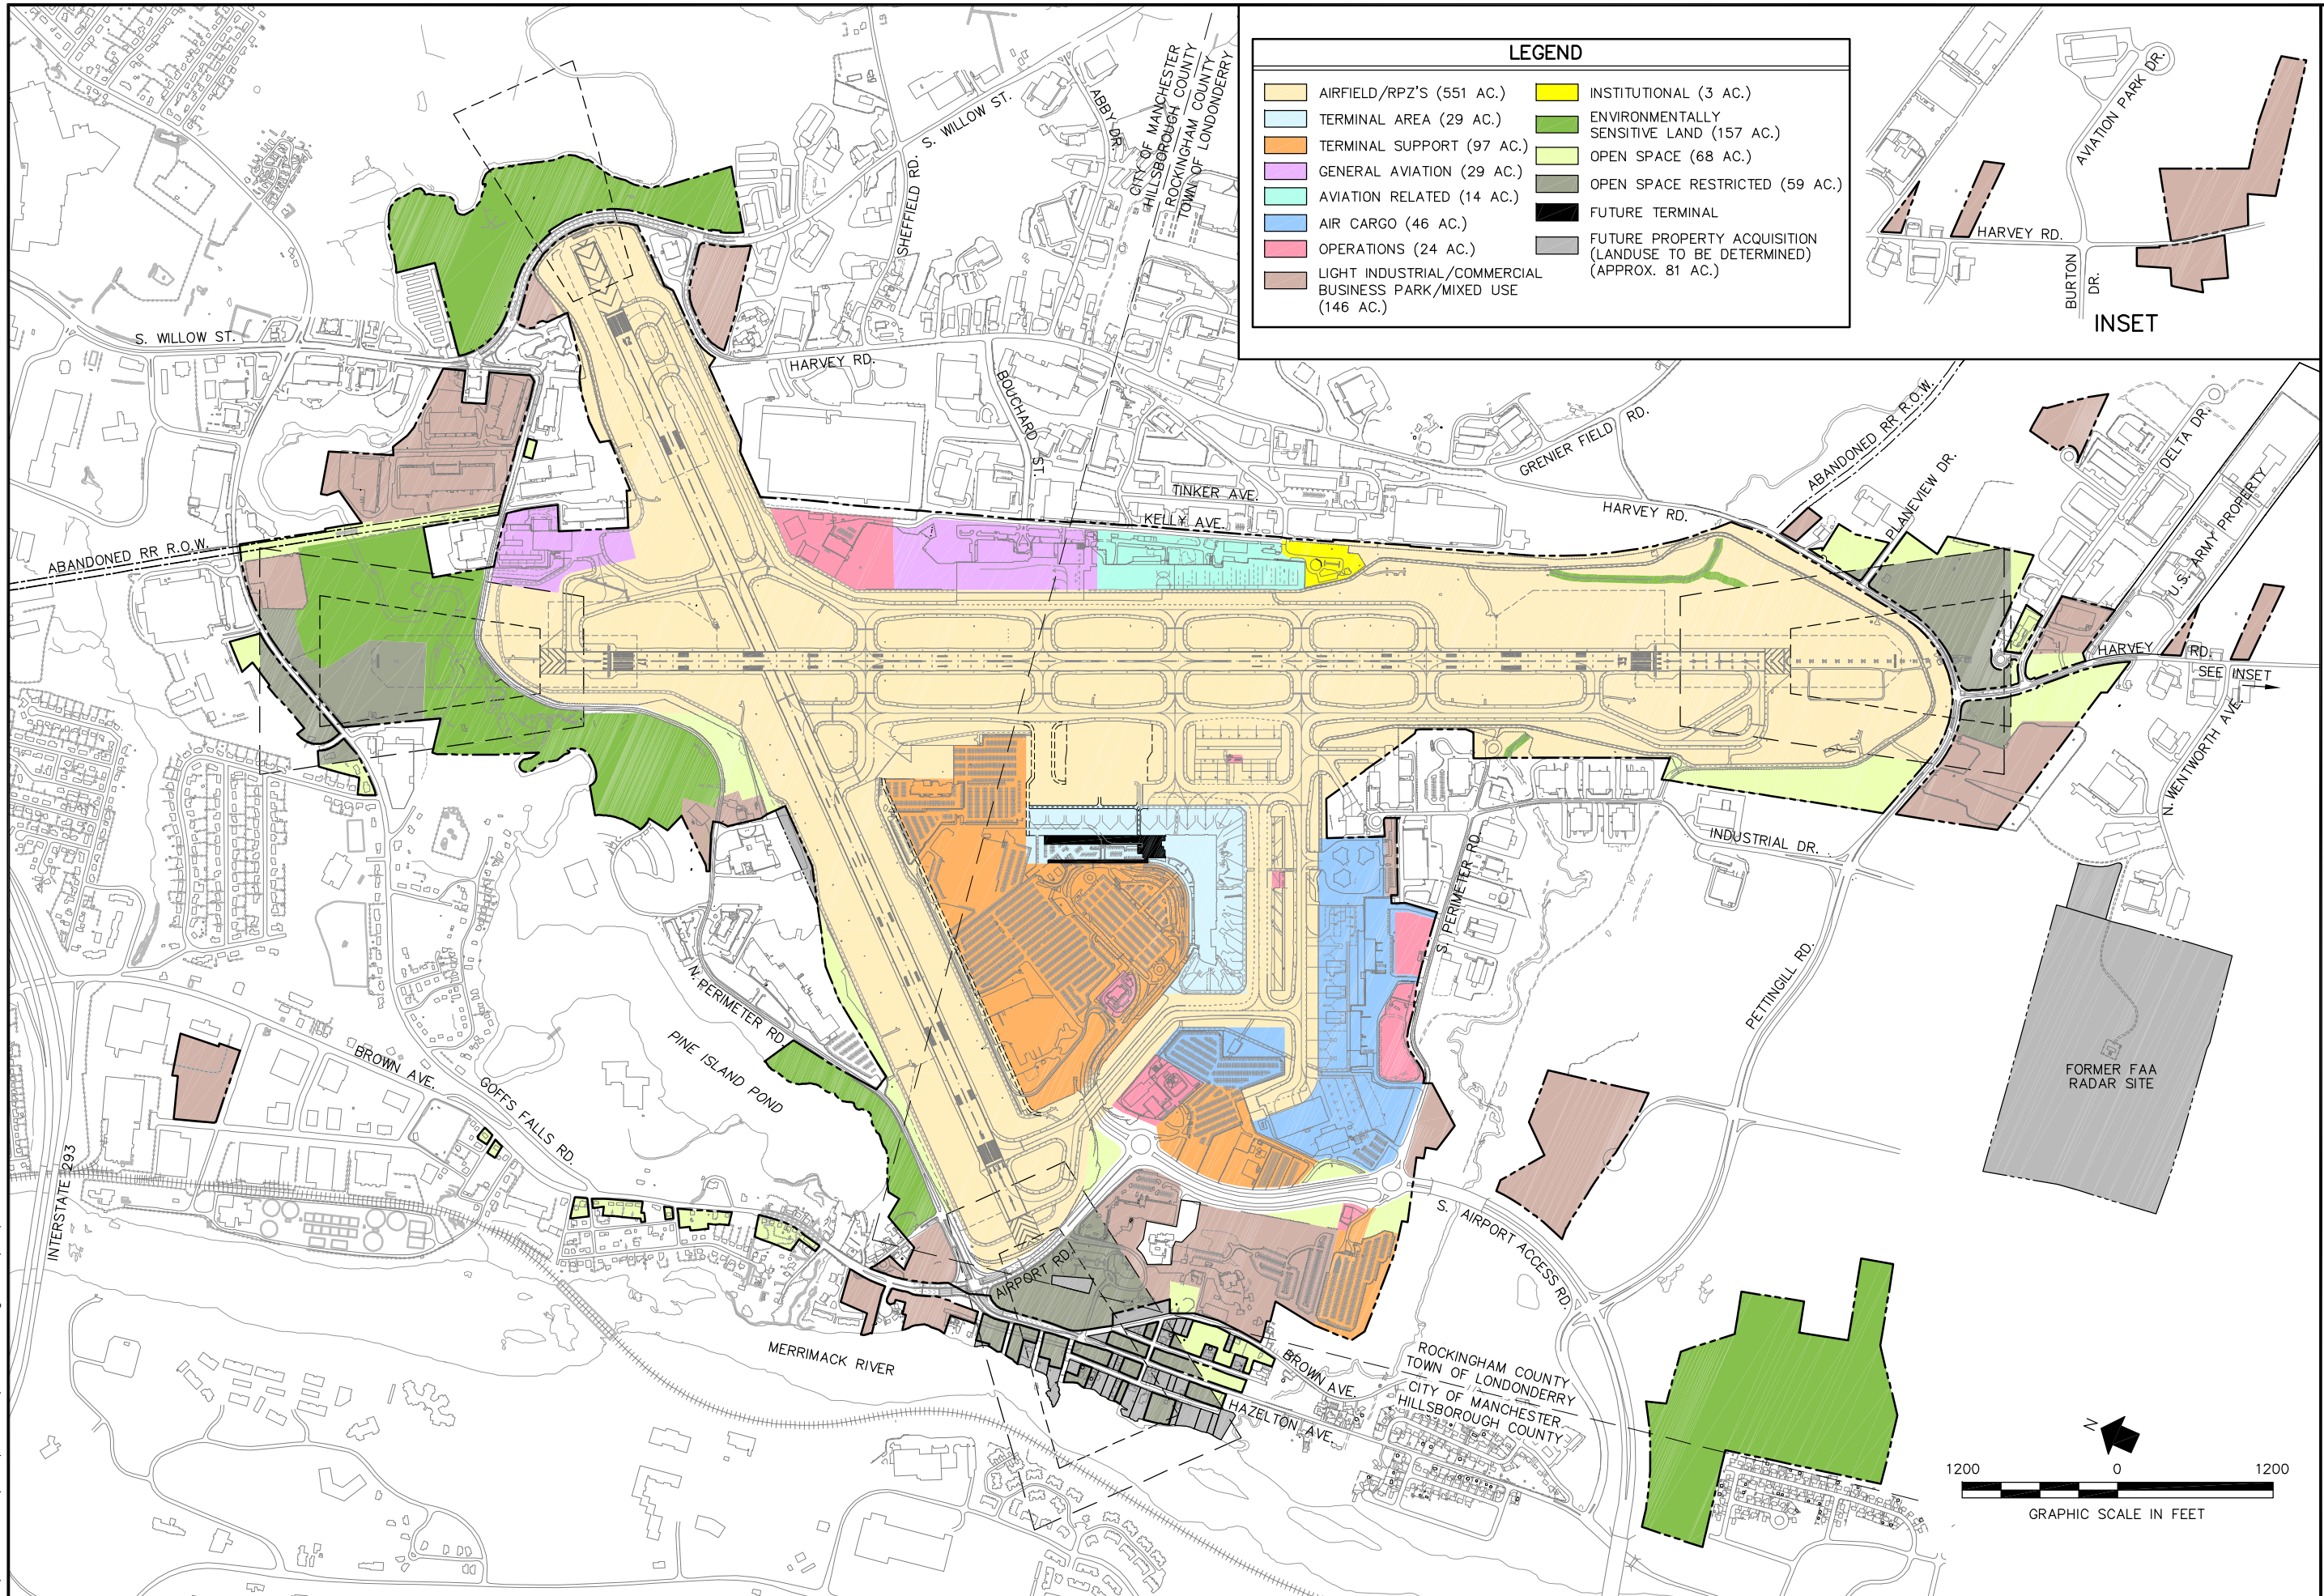 LEGEND
AIRFIELD/RPZ'S (551 AC.)
TERMINAL AREA (29 AC.)
TERMINAL SUPPORT (97 AC.)
GENERAL AVIATION (29 AC.)
AVIATION RELATED (14 AC.)
AIR CARGO (46 AC.)
OPERATIONS (24 AC.)
LIGHT INDUSTRIAL/COMMERCIAL
BUSINESS PARK/MIXED USE
(146 AC.)
INSTITUTIONAL (3 AC.)
ENVIRONMENTALLY
SENSITIVE LAND (157 AC.)
OPEN SPACE (68 AC.)
OPEN SPACE RESTRICTED (59 AC.)
FUTURE TERMINAL
FUTURE PROPERTY ACQUISITION
(LANDUSE TO BE DETERMINED)
(APPROX. 81 AC.)
AVIATION PARK DR.
HARVEY RD.
BURTON
DR.
INSET
CITY OF MANCHESTER
HILLSBOROUGH COUNTY
ROCKINGHAM COUNTY
TOWN OF LONDONDERRY
ABBY DR.
S. WILLOW ST.
SHEFFIELD RD.
S. WILLOW ST.
HARVEY RD.
BOUCHARD ST.
GRENIER FIELD RD.
ABANDONED RR R.O.W.
TINKER AVE.
KELLY AVE.
HARVEY RD.
PLANEVIEW DR.
DELTA DR.
U.S. ARMY PROPERTY
ABANDONED RR R.O.W.
HARVEY RD.
SEE INSET
N. WENTWORTH AVE.
INDUSTRIAL DR.
S. PERIMETER RD.
PETTINGILL RD.
N. PERIMETER RD.
PINE ISLAND POND
BROWN AVE.
GOFFS FALLS RD.
INTERSTATE 293
FORMER FAA
RADAR SITE
S. AIRPORT ACCESS RD.
AIRPORT RD.
MERRIMACK RIVER
BROWN AVE.
HAZELTON AVE.
ROCKINGHAM COUNTY
TOWN OF LONDONDERRY
CITY OF MANCHESTER
HILLSBOROUGH COUNTY
N
1200 0 1200
GRAPHIC SCALE IN FEET